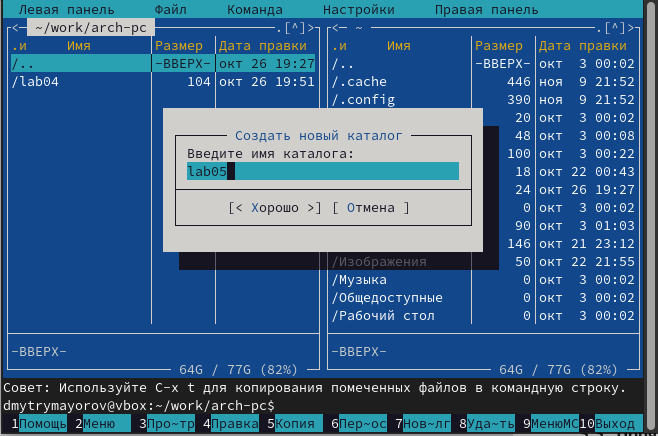 Левая панель Файл Команда Настройки Правая панель
~/work/arch-pc .[^]> <─ ~ .[^]>
.и Имя Размер Дата правки .и Имя Размер Дата правки
/.. -ВВЕРХ- окт 26 19:27 /.. -ВВЕРХ- окт 3 00:02
/lab04 104 окт 26 19:51 /.cache 446 ноя 9 21:52
/.config 390 ноя 9 21:52
20 окт 3 00:02
Создать новый каталог 48 окт 3 00:08
Введите имя каталога: 100 окт 3 00:22
lab05 18 окт 22 00:43
24 окт 26 19:27
[< Хорошо >] [ Отмена ] 0 окт 3 00:02
90 окт 3 01:03
146 окт 21 23:12
/Изображения 50 окт 22 21:55
/Музыка 0 окт 3 00:02
/Общедоступные 0 окт 3 00:02
/Рабочий стол 0 окт 3 00:02
-ВВЕРХ- -ВВЕРХ-
64G / 77G (82%) 64G / 77G (82%)
Совет: Используйте C-x t для копирования помеченных файлов в командную строку.
dmytrymayorov@vbox:~/work/arch-pc$
1Помощь 2Меню 3Про~тр 4Правка 5Копия 6Пер~ос 7Нов~лг 8Уда~ть 9МенюMC 10Выход